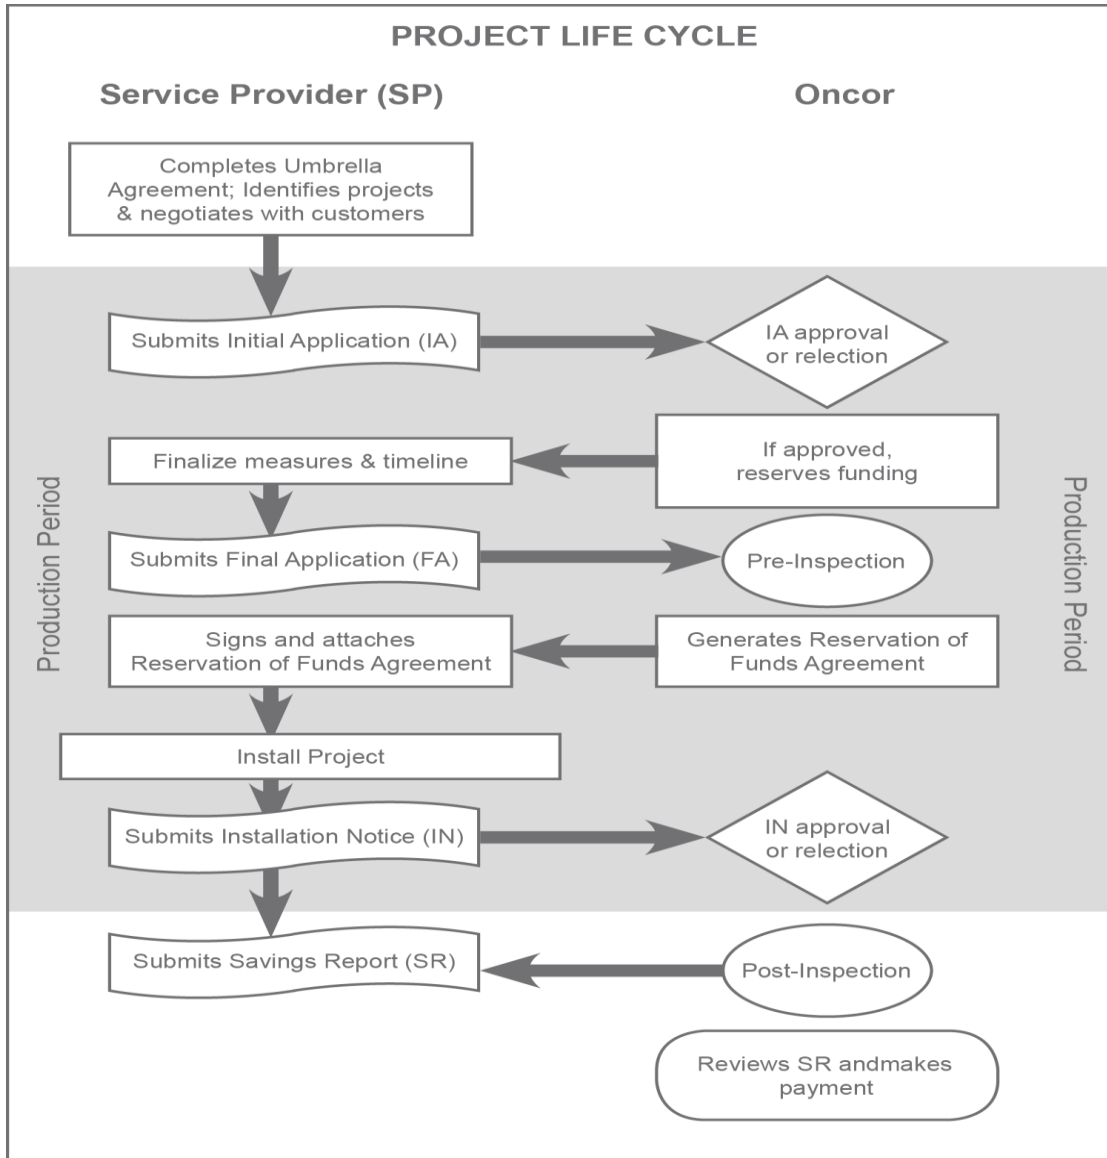 PROJECT LIFE CYCLE
Service Provider (SP)
Oncor
Completes Umbrella
Agreement; Identifies projects
& negotiates with customers
Submits Initial Application (IA)
IA approval
or relection
If approved,
reserves funding
Finalize measures & timeline
Submits Final Application (FA)
Pre-Inspection
Generates Reservation of
Funds Agreement
Signs and attaches
Reservation of Funds Agreement
Install Project
Submits Installation Notice (IN)
IN approval
or relection
Production Period
Production Period
Submits Savings Report (SR)
Post-Inspection
Reviews SR andmakes
payment